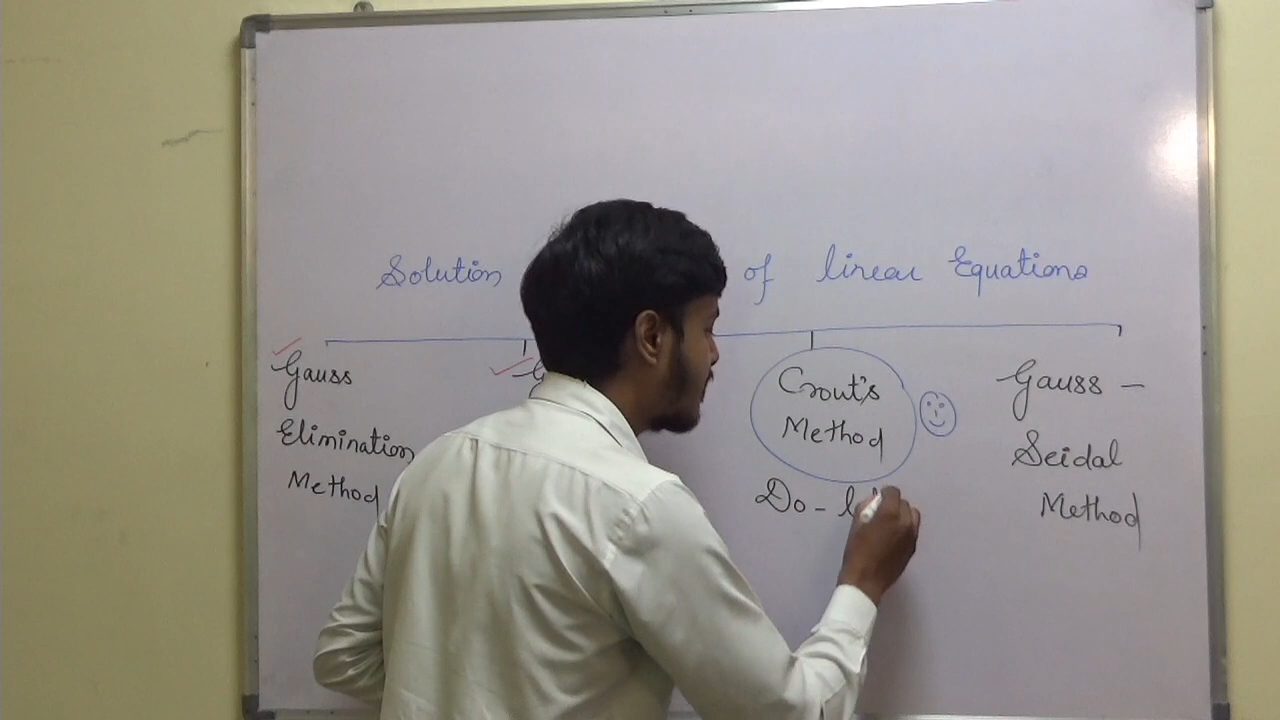 Solution of linear Equations
Gauss
Elimination
Method
Crout's
Method
Do -
Gauss -
Seidal
Method